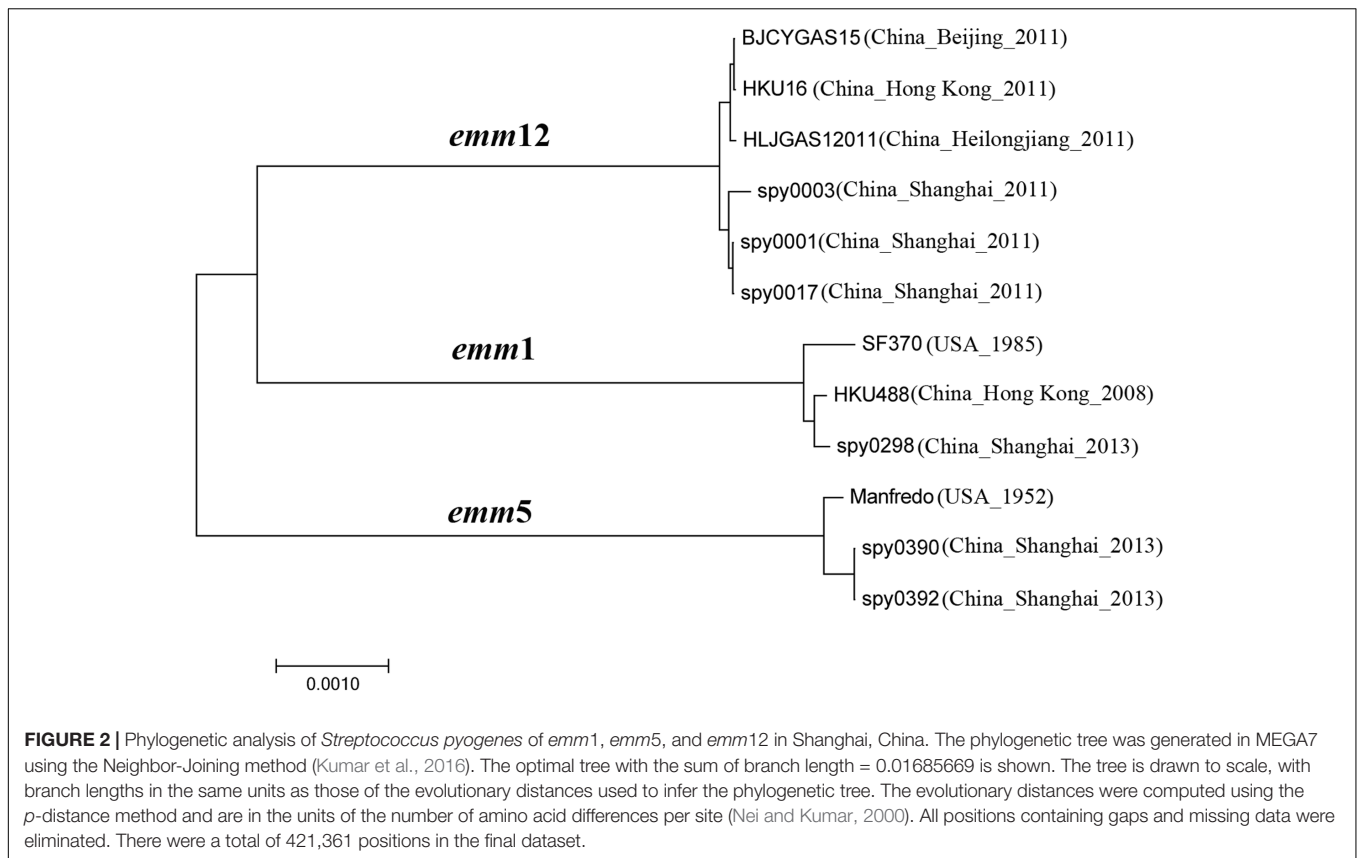 BJCYGAS15 (China_Beijing_2011)
HKU16 (China_Hong Kong_2011)
emm12
HLJGAS12011 (China_Heilongjiang_2011)
spy0003 (China_Shanghai_2011)
spy0001 (China_Shanghai_2011)
spy0017 (China_Shanghai_2011)
SF370 (USA_1985)
emm1
HKU488 (China_Hong Kong_2008)
spy0298 (China_Shanghai_2013)
Manfredo (USA_1952)
emm5
spy0390 (China_Shanghai_2013)
spy0392 (China_Shanghai_2013)
0.0010
FIGURE 2 | Phylogenetic analysis of Streptococcus pyogenes of emm1, emm5, and emm12 in Shanghai, China. The phylogenetic tree was generated in MEGA7
using the Neighbor-Joining method (Kumar et al., 2016). The optimal tree with the sum of branch length = 0.01685669 is shown. The tree is drawn to scale, with
branch lengths in the same units as those of the evolutionary distances used to infer the phylogenetic tree. The evolutionary distances were computed using the
p-distance method and are in the units of the number of amino acid differences per site (Nei and Kumar, 2000). All positions containing gaps and missing data were
eliminated. There were a total of 421,361 positions in the final dataset.